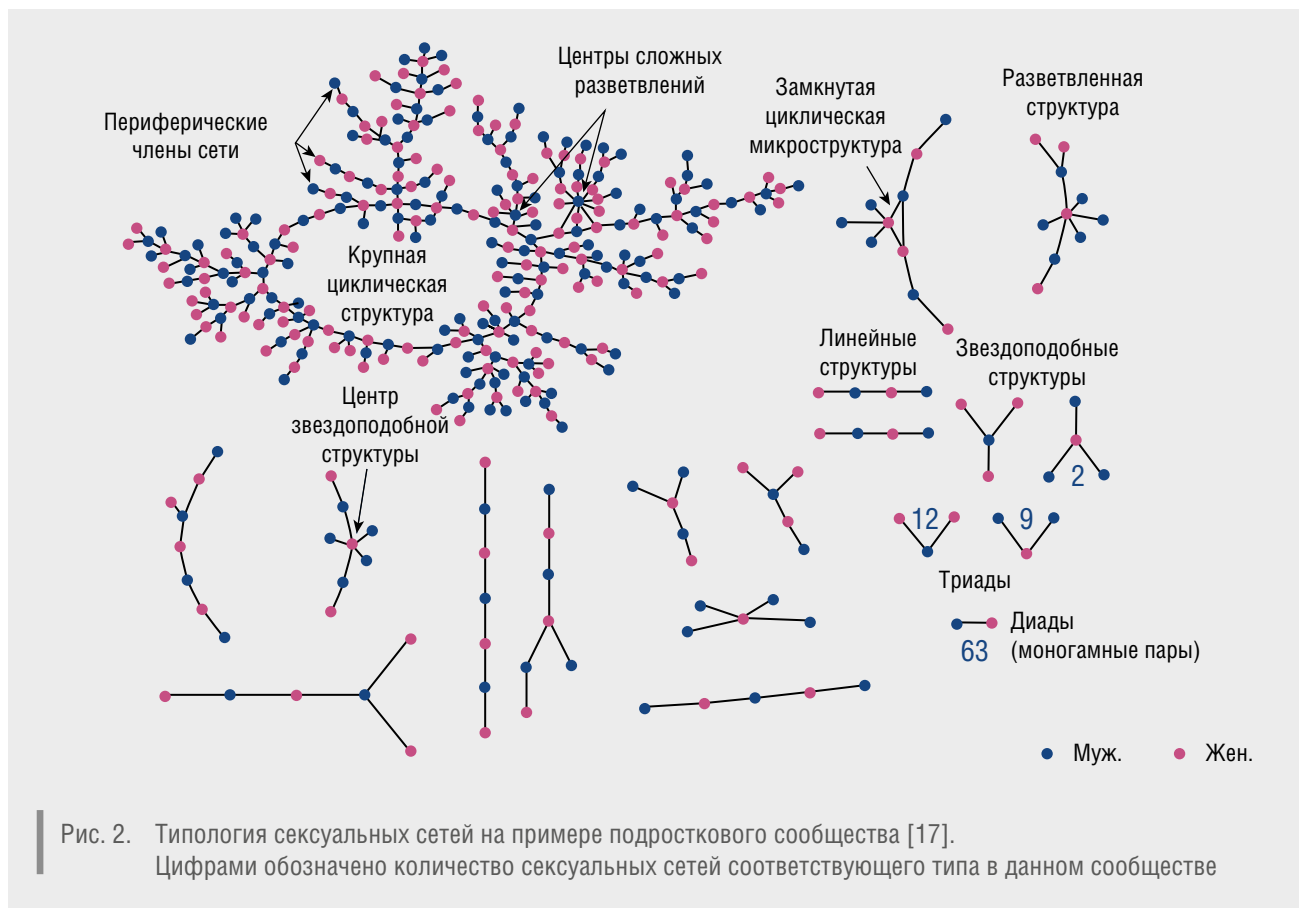 Центры сложных
разветвлений
Периферические
члены сети
Замкнутая
циклическая
микроструктура
Разветвленная
структура
Крупная
циклическая
структура
Линейные
структуры
Звездоподобные
структуры
Центр
звездоподобной
структуры
2
12
9
Триады
Диады
63 (моногамные пары)
Муж.
Жен.
Рис. 2. Типология сексуальных сетей на примере подросткового сообщества [17].
Цифрами обозначено количество сексуальных сетей соответствующего типа в данном сообществе